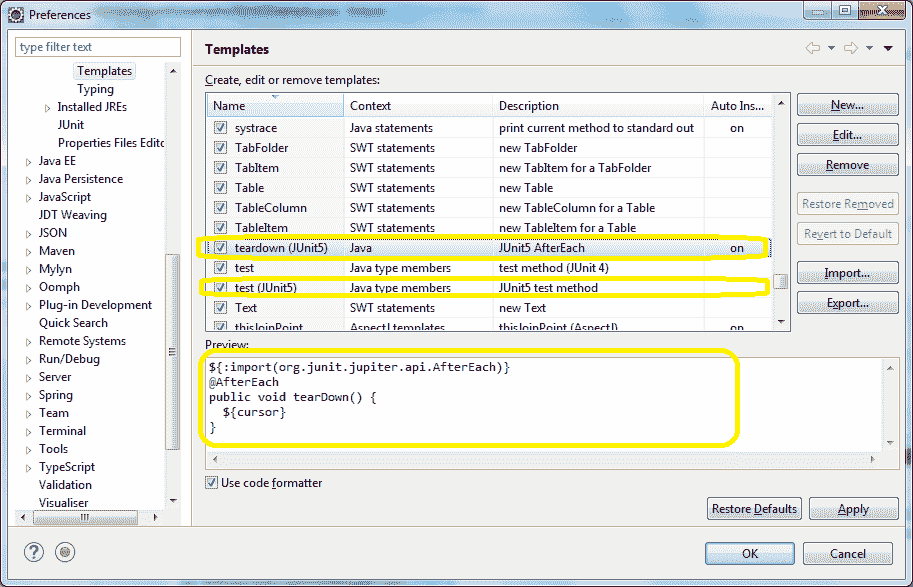 Preferences
type filter text
Templates
Typing
Installed JREs
JUnit
Properties Files Edito
Java EE
Java Persistence
JavaScript
JDT Weaving
JSON
Maven
Mylyn
Oomph
Plug-in Development
Quick Search
Remote Systems
Run/Debug
Server
Spring
Team
Terminal
Tools
TypeScript
Validation
Visualiser
Templates
Create, edit or remove templates:
Name Context Description Auto Ins...
systrace Java statements print current method to standard out on
TabFolder SWT statements new TabFolder
TabItem SWT statements new TabItem for a TabFolder
Table SWT statements new Table
TableColumn SWT statements new TableColumn for a Table
TableItem SWT statements new TableItem for a Table
teardown (JUnit5) Java JUnit5 AfterEach on
test Java type members test method (JUnit 4)
test (JUnit5) Java type members JUnit5 test method
Text SWT statements new Text
thisJoinPoint AspectJ templates thisJoinPoint (AspectJ) on
New...
Edit...
Remove
Restore Removed
Revert to Default
Import...
Export...
Preview:
${:import(org.junit.jupiter.api.AfterEach)}
@AfterEach
public void tearDown() {
${cursor}
}
Use code formatter
Restore Defaults Apply
OK Cancel